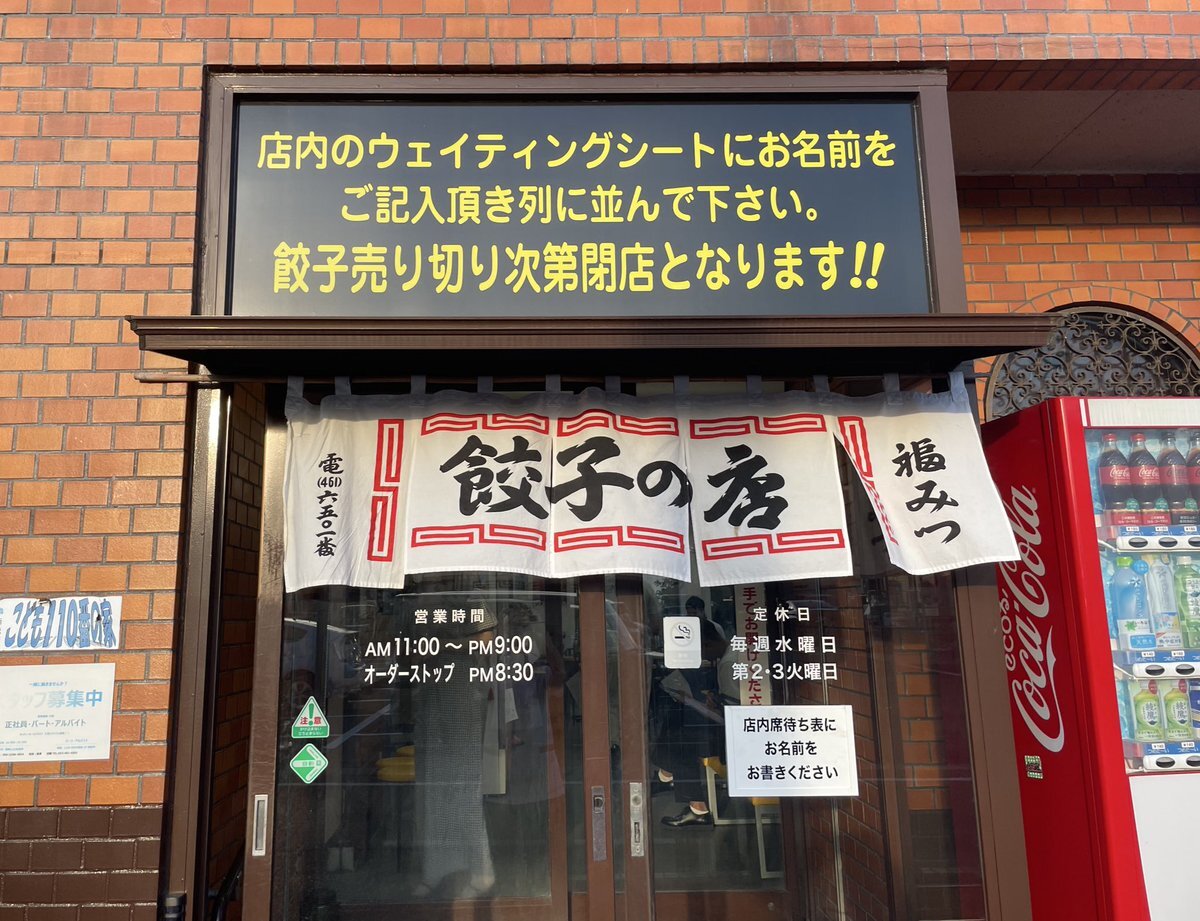 店内のウェイティングシートにお名前を
ご記入頂き列に並んで下さい。
餃子売り切り次第閉店となります!!
電(461)六五〇一番
餃子の店
福みつ
営業時間
AM 11:00 〜 PM 9:00
オーダーストップ PM 8:30
定休日
毎週水曜日
第2・3火曜日
店内席待ち表に
お名前を
お書きください
注意
こども110番の家
タッフ募集中
正社員・パート・アルバイト
Coca-Cola